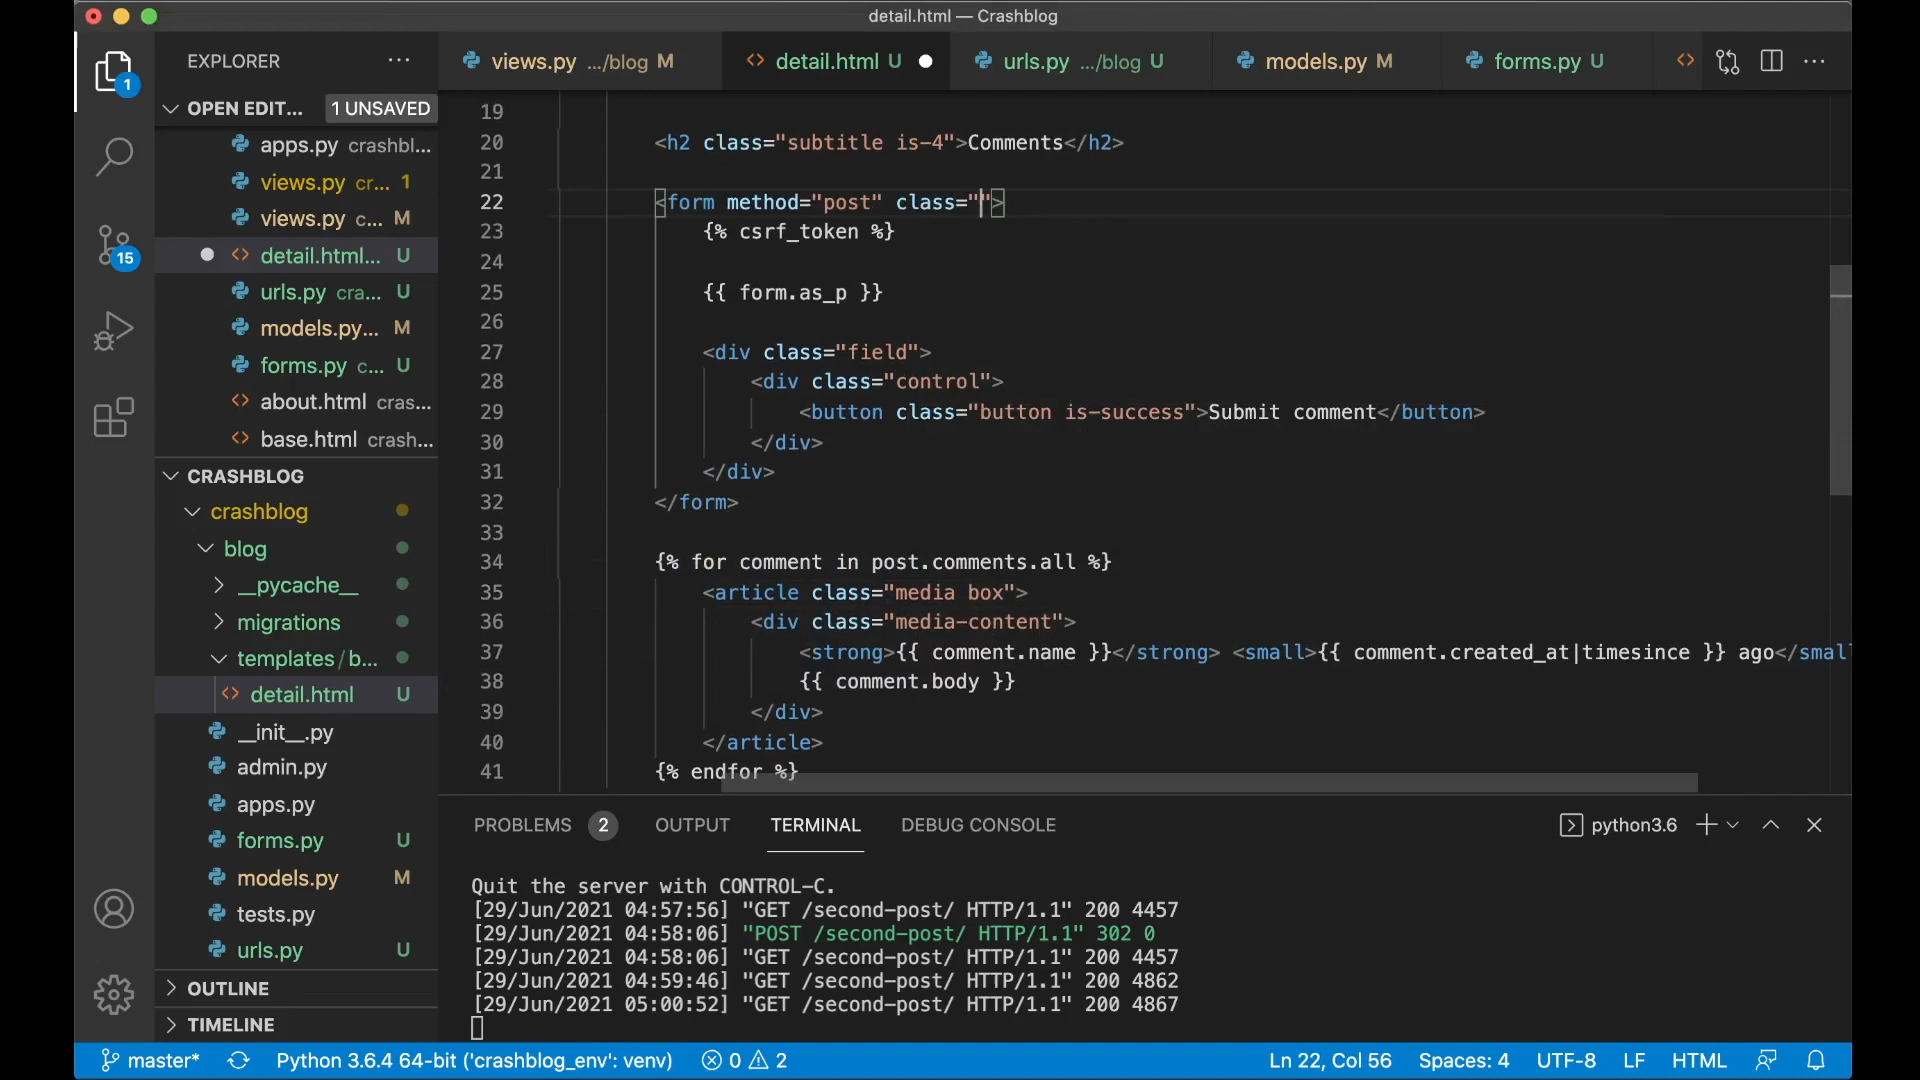 detail.html — Crashblog
EXPLORER ···
views.py .../blog M
detail.html U
urls.py .../blog U
models.py M
forms.py U
1
OPEN EDIT... 1 UNSAVED
apps.py crashbl...
views.py cr... 1
views.py c... M
detail.html... U
urls.py cra... U
models.py... M
forms.py c... U
about.html cras...
base.html crash...
15
CRASHBLOG
crashblog
blog
__pycache__
migrations
templates/b...
detail.html U
__init__.py
admin.py
apps.py
forms.py U
models.py M
tests.py
urls.py U
OUTLINE
TIMELINE
19
20 <h2 class="subtitle is-4">Comments</h2>
21
22 <form method="post" class="">
23 {% csrf_token %}
24
25 {{ form.as_p }}
26
27 <div class="field">
28 <div class="control">
29 <button class="button is-success">Submit comment</button>
30 </div>
31 </div>
32 </form>
33
34 {% for comment in post.comments.all %}
35 <article class="media box">
36 <div class="media-content">
37 <strong>{{ comment.name }}</strong> <small>{{ comment.created_at|timesince }} ago</smal
38 {{ comment.body }}
39 </div>
40 </article>
41 {% endfor %}
PROBLEMS 2 OUTPUT TERMINAL DEBUG CONSOLE python3.6
Quit the server with CONTROL-C.
[29/Jun/2021 04:57:56] "GET /second-post/ HTTP/1.1" 200 4457
[29/Jun/2021 04:58:06] "POST /second-post/ HTTP/1.1" 302 0
[29/Jun/2021 04:58:06] "GET /second-post/ HTTP/1.1" 200 4457
[29/Jun/2021 04:59:46] "GET /second-post/ HTTP/1.1" 200 4862
[29/Jun/2021 05:00:52] "GET /second-post/ HTTP/1.1" 200 4867
master* Python 3.6.4 64-bit ('crashblog_env': venv) 0 2 Ln 22, Col 56 Spaces: 4 UTF-8 LF HTML